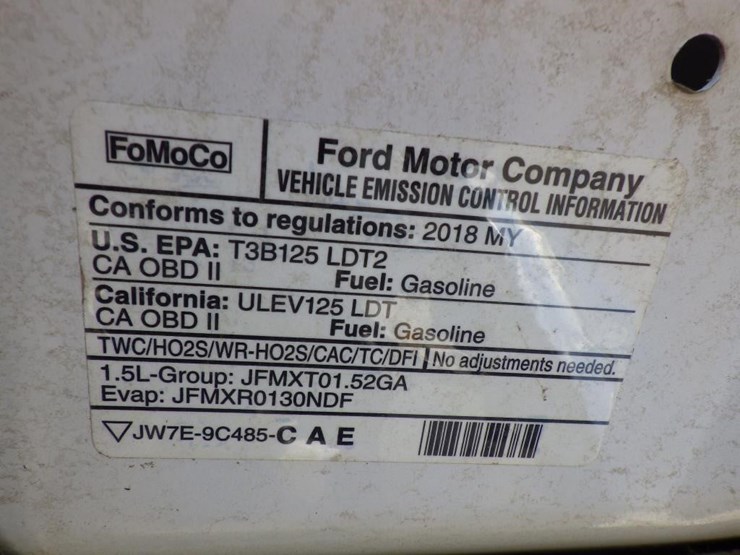 FoMoCo
Ford Motor Company
VEHICLE EMISSION CONTROL INFORMATION
Conforms to regulations: 2018 MY
U.S. EPA: T3B125 LDT2
CA OBD II Fuel: Gasoline
California: ULEV125 LDT
CA OBD II Fuel: Gasoline
TWC/HO2S/WR-HO2S/CAC/TC/DFI No adjustments needed.
1.5L-Group: JFMXT01.52GA
Evap: JFMXR0130NDF
▽JW7E-9C485-C A E